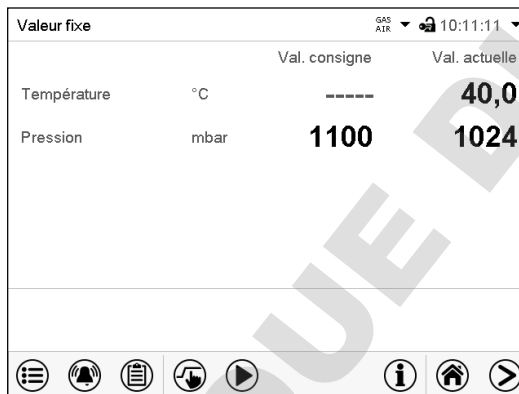 Valeur fixe GAS AIR 10:11:11
Val. consigne Val. actuelle
Température °C ----- 40,0
Pression mbar 1100 1024